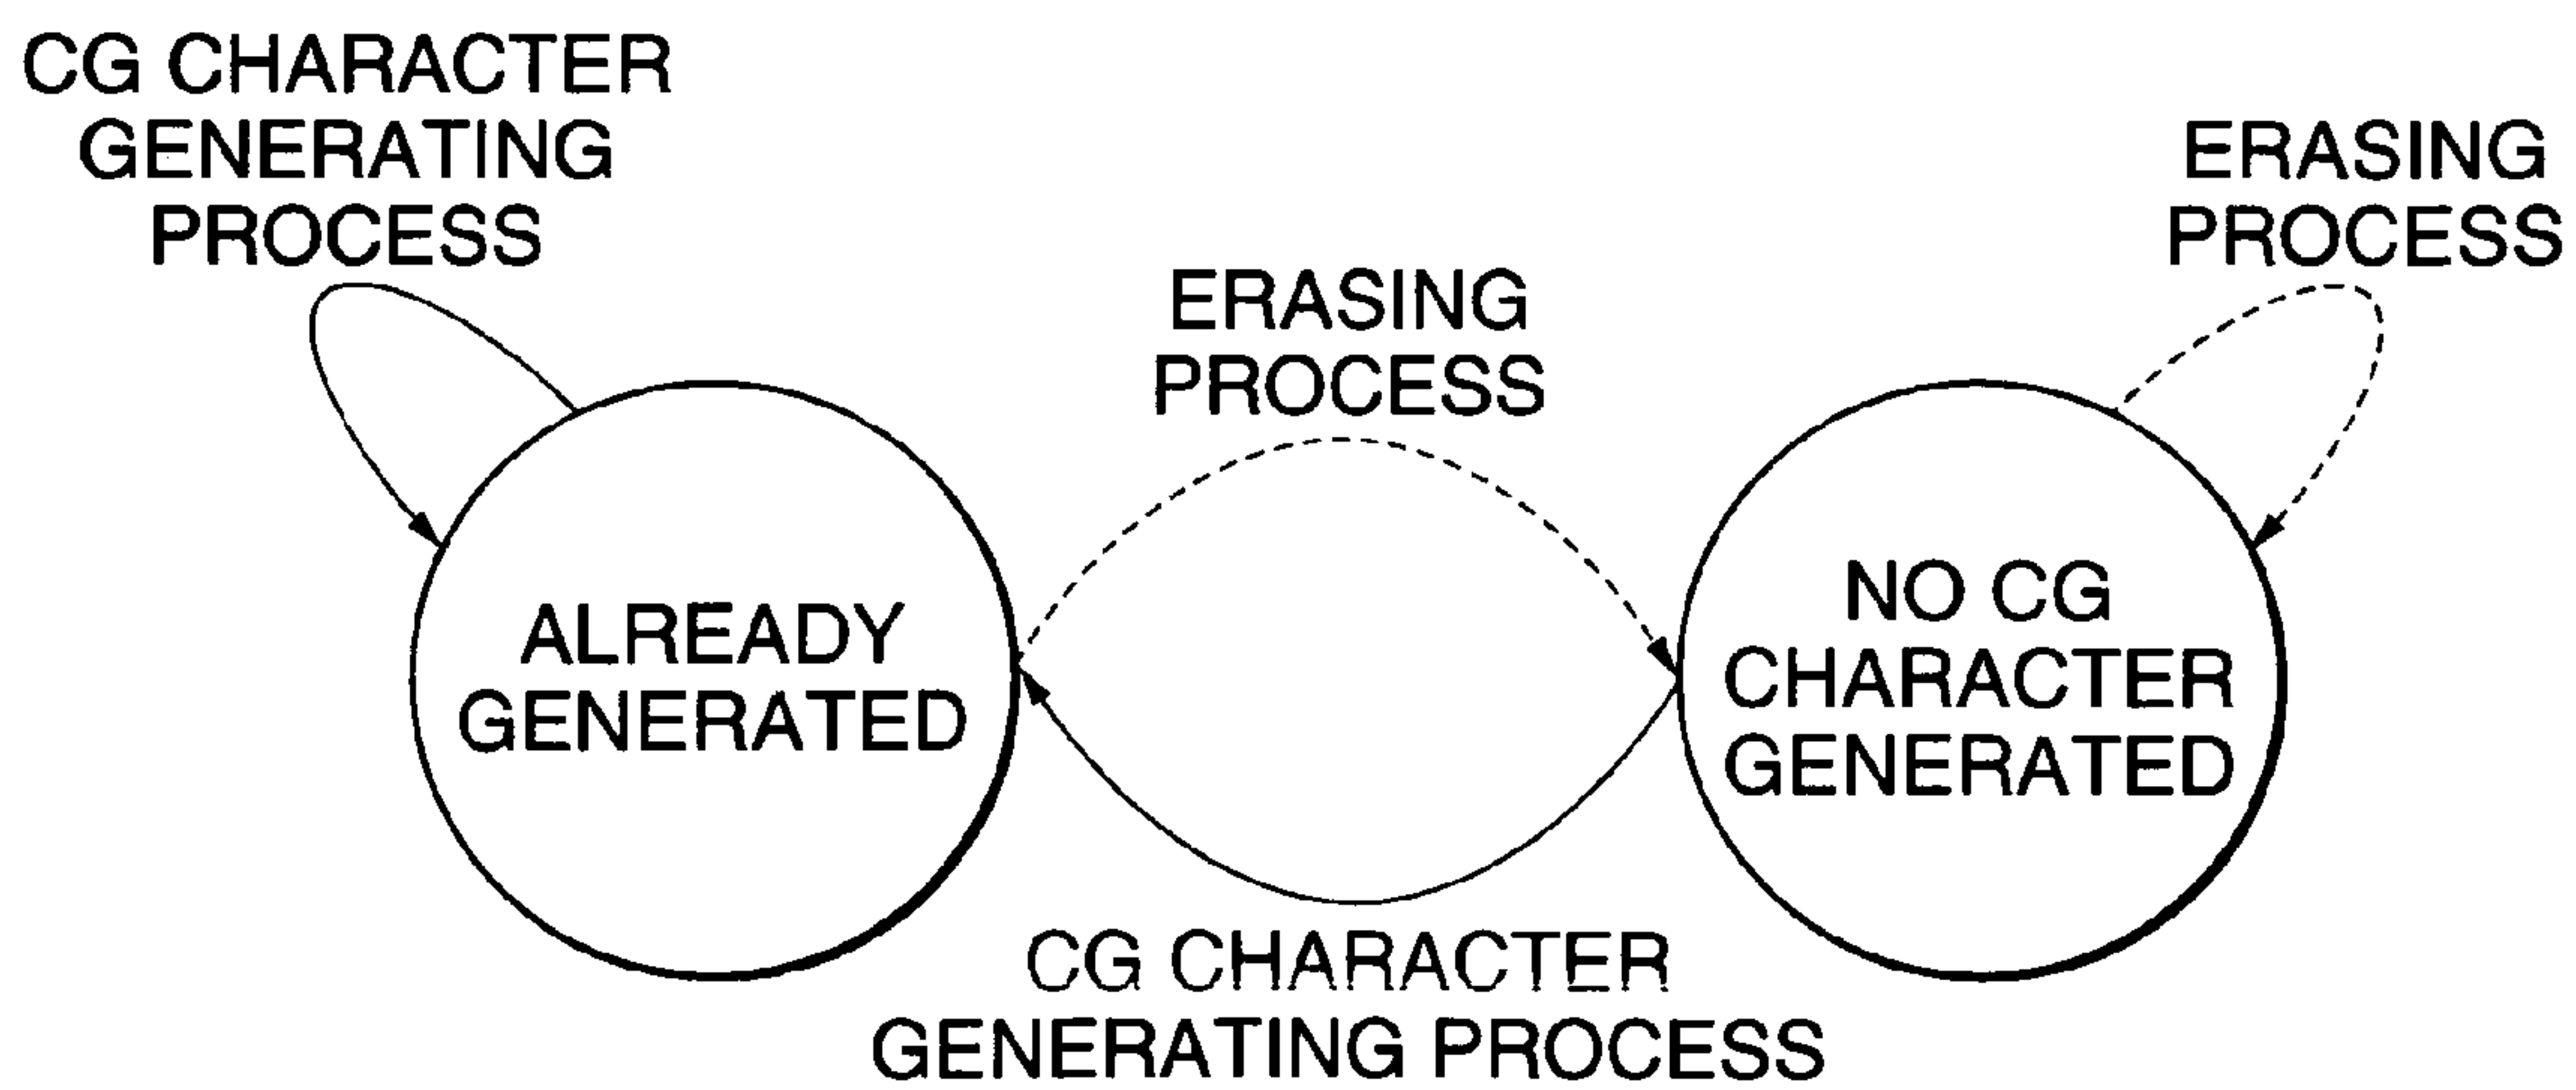 CG CHARACTER
GENERATING
PROCESS
ERASING
PROCESS
ERASING
PROCESS
ALREADY
GENERATED
NO CG
CHARACTER
GENERATED
CG CHARACTER
GENERATING PROCESS